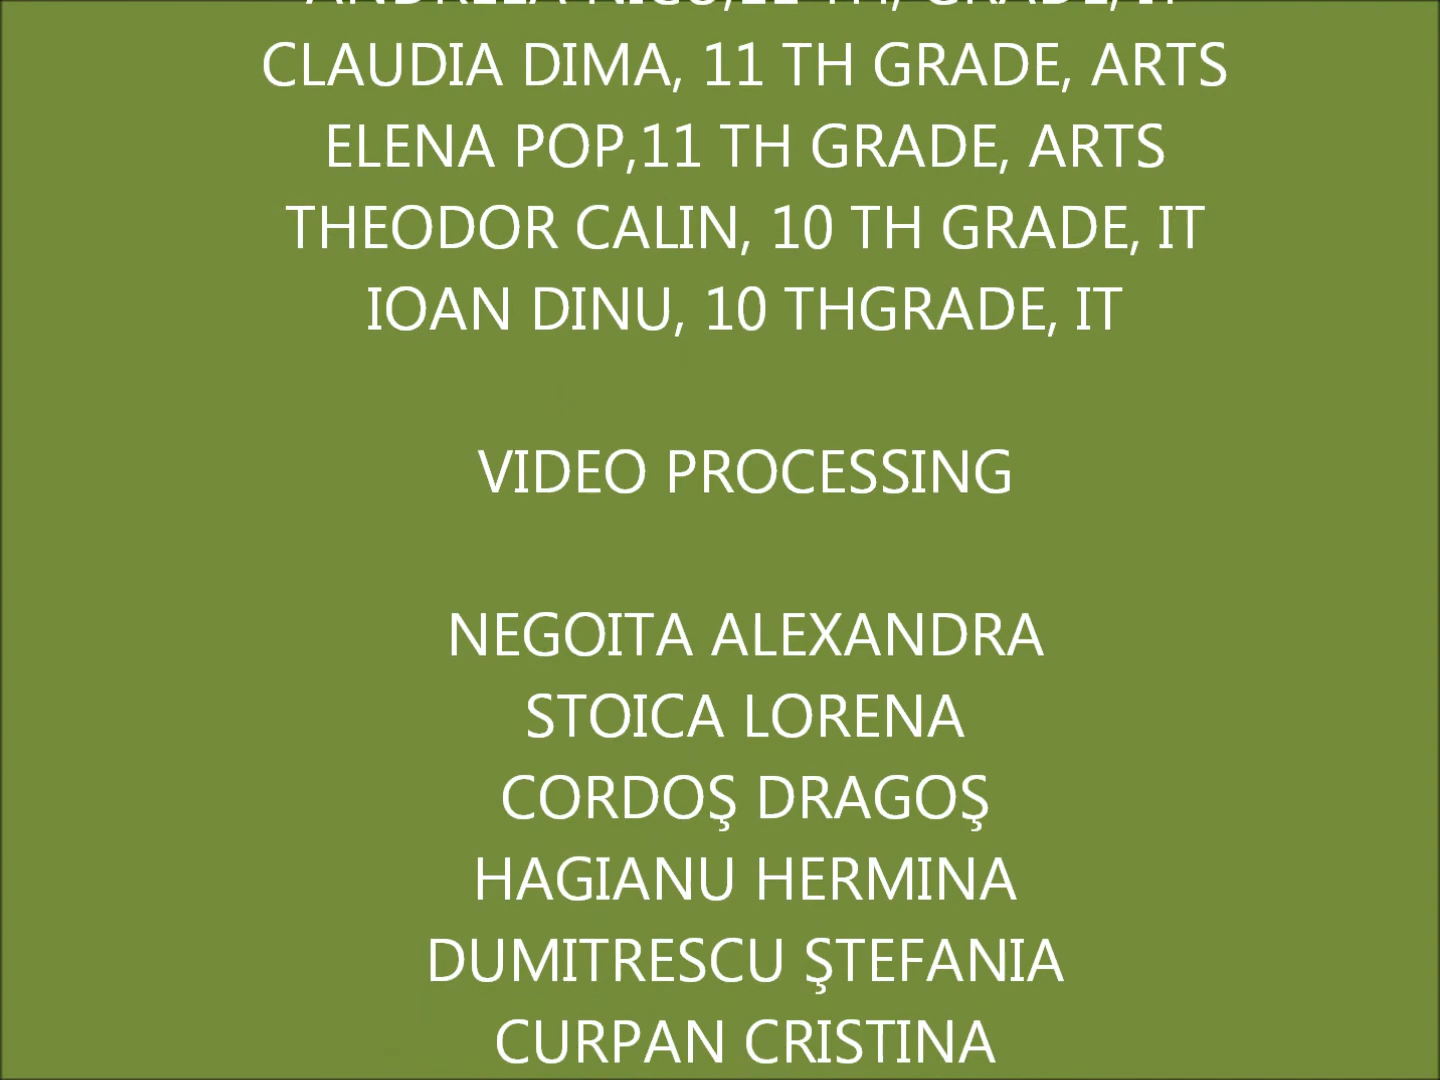 CLAUDIA DIMA, 11 TH GRADE, ARTS
ELENA POP,11 TH GRADE, ARTS
THEODOR CALIN, 10 TH GRADE, IT
IOAN DINU, 10 THGRADE, IT
VIDEO PROCESSING
NEGOITA ALEXANDRA
STOICA LORENA
CORDOŞ DRAGOŞ
HAGIANU HERMINA
DUMITRESCU ŞTEFANIA
CURPAN CRISTINA